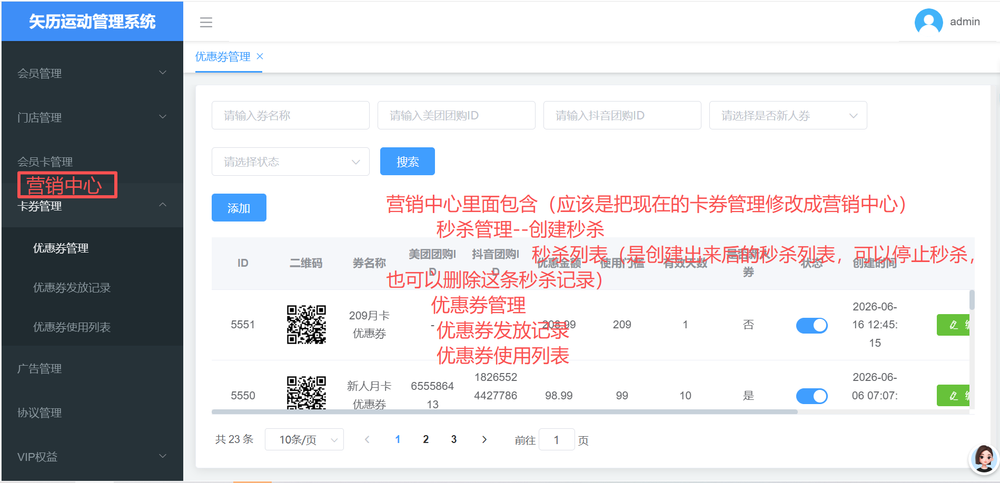 矢历运动管理系统
admin
优惠券管理
会员管理
门店管理
会员卡管理
营销中心
卡券管理
优惠券管理
优惠券发放记录
优惠券使用列表
广告管理
协议管理
VIP权益
请输入券名称
请输入美团团购ID
请输入抖音团购ID
请选择是否新人券
请选择状态
搜索
添加
营销中心里面包含（应该是把现在的卡券管理修改成营销中心）
秒杀管理--创建秒杀
秒杀列表（是创建出来后的秒杀列表，可以停止秒杀，
也可以删除这条秒杀记录）
优惠券管理
优惠券发放记录
优惠券使用列表
ID 二维码 券名称 美团团购ID 抖音团购ID 优惠金额 使用门槛 有效天数 是否新人券 状态 创建时间
5551 209月卡优惠券 - 208.99 209 1 否 2026-06-16 12:45:15
5550 新人月卡优惠券 655586413 18265524427786 98.99 99 10 是 2026-06-06 07:07:
共 23 条 10条/页 1 2 3 前往 1 页